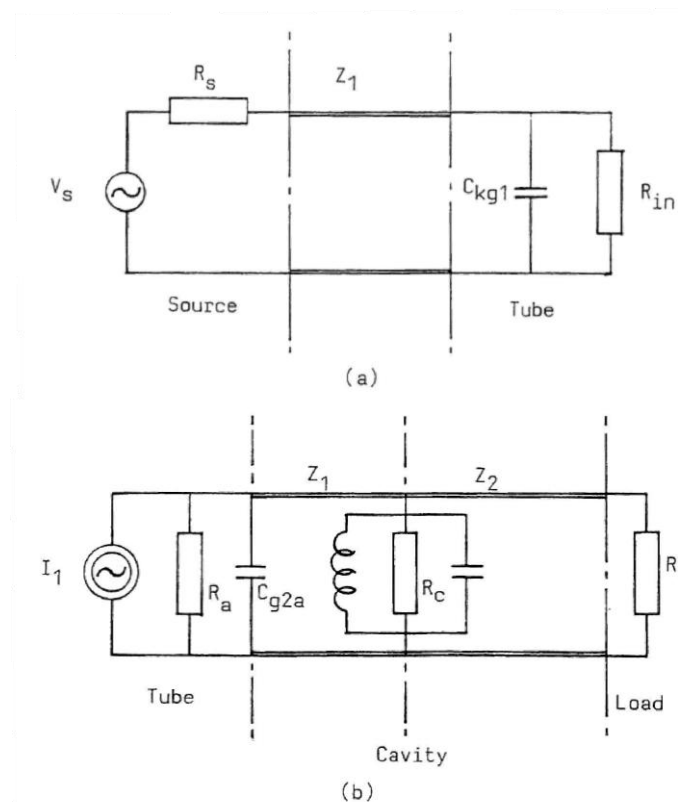 R_s
Z_1
V_s
C_kg1
R_in
Source
Tube
(a)
Z_1
Z_2
I_1
R_a
C_g2a
R_c
R
Tube
Load
Cavity
(b)